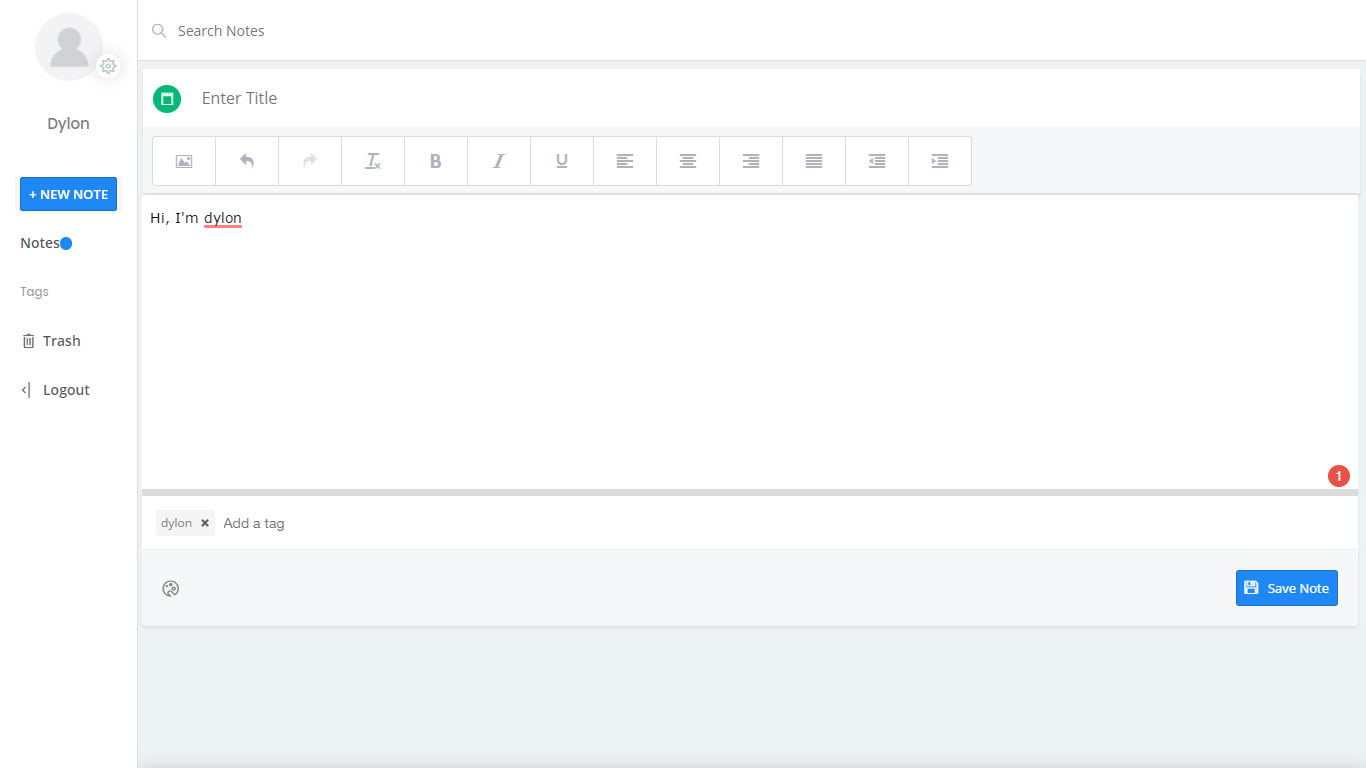 Search Notes
Dylon
+ NEW NOTE
Notes
Tags
Trash
Logout
Enter Title
B
I
U
Hi, I'm dylon
1
dylon × Add a tag
Save Note